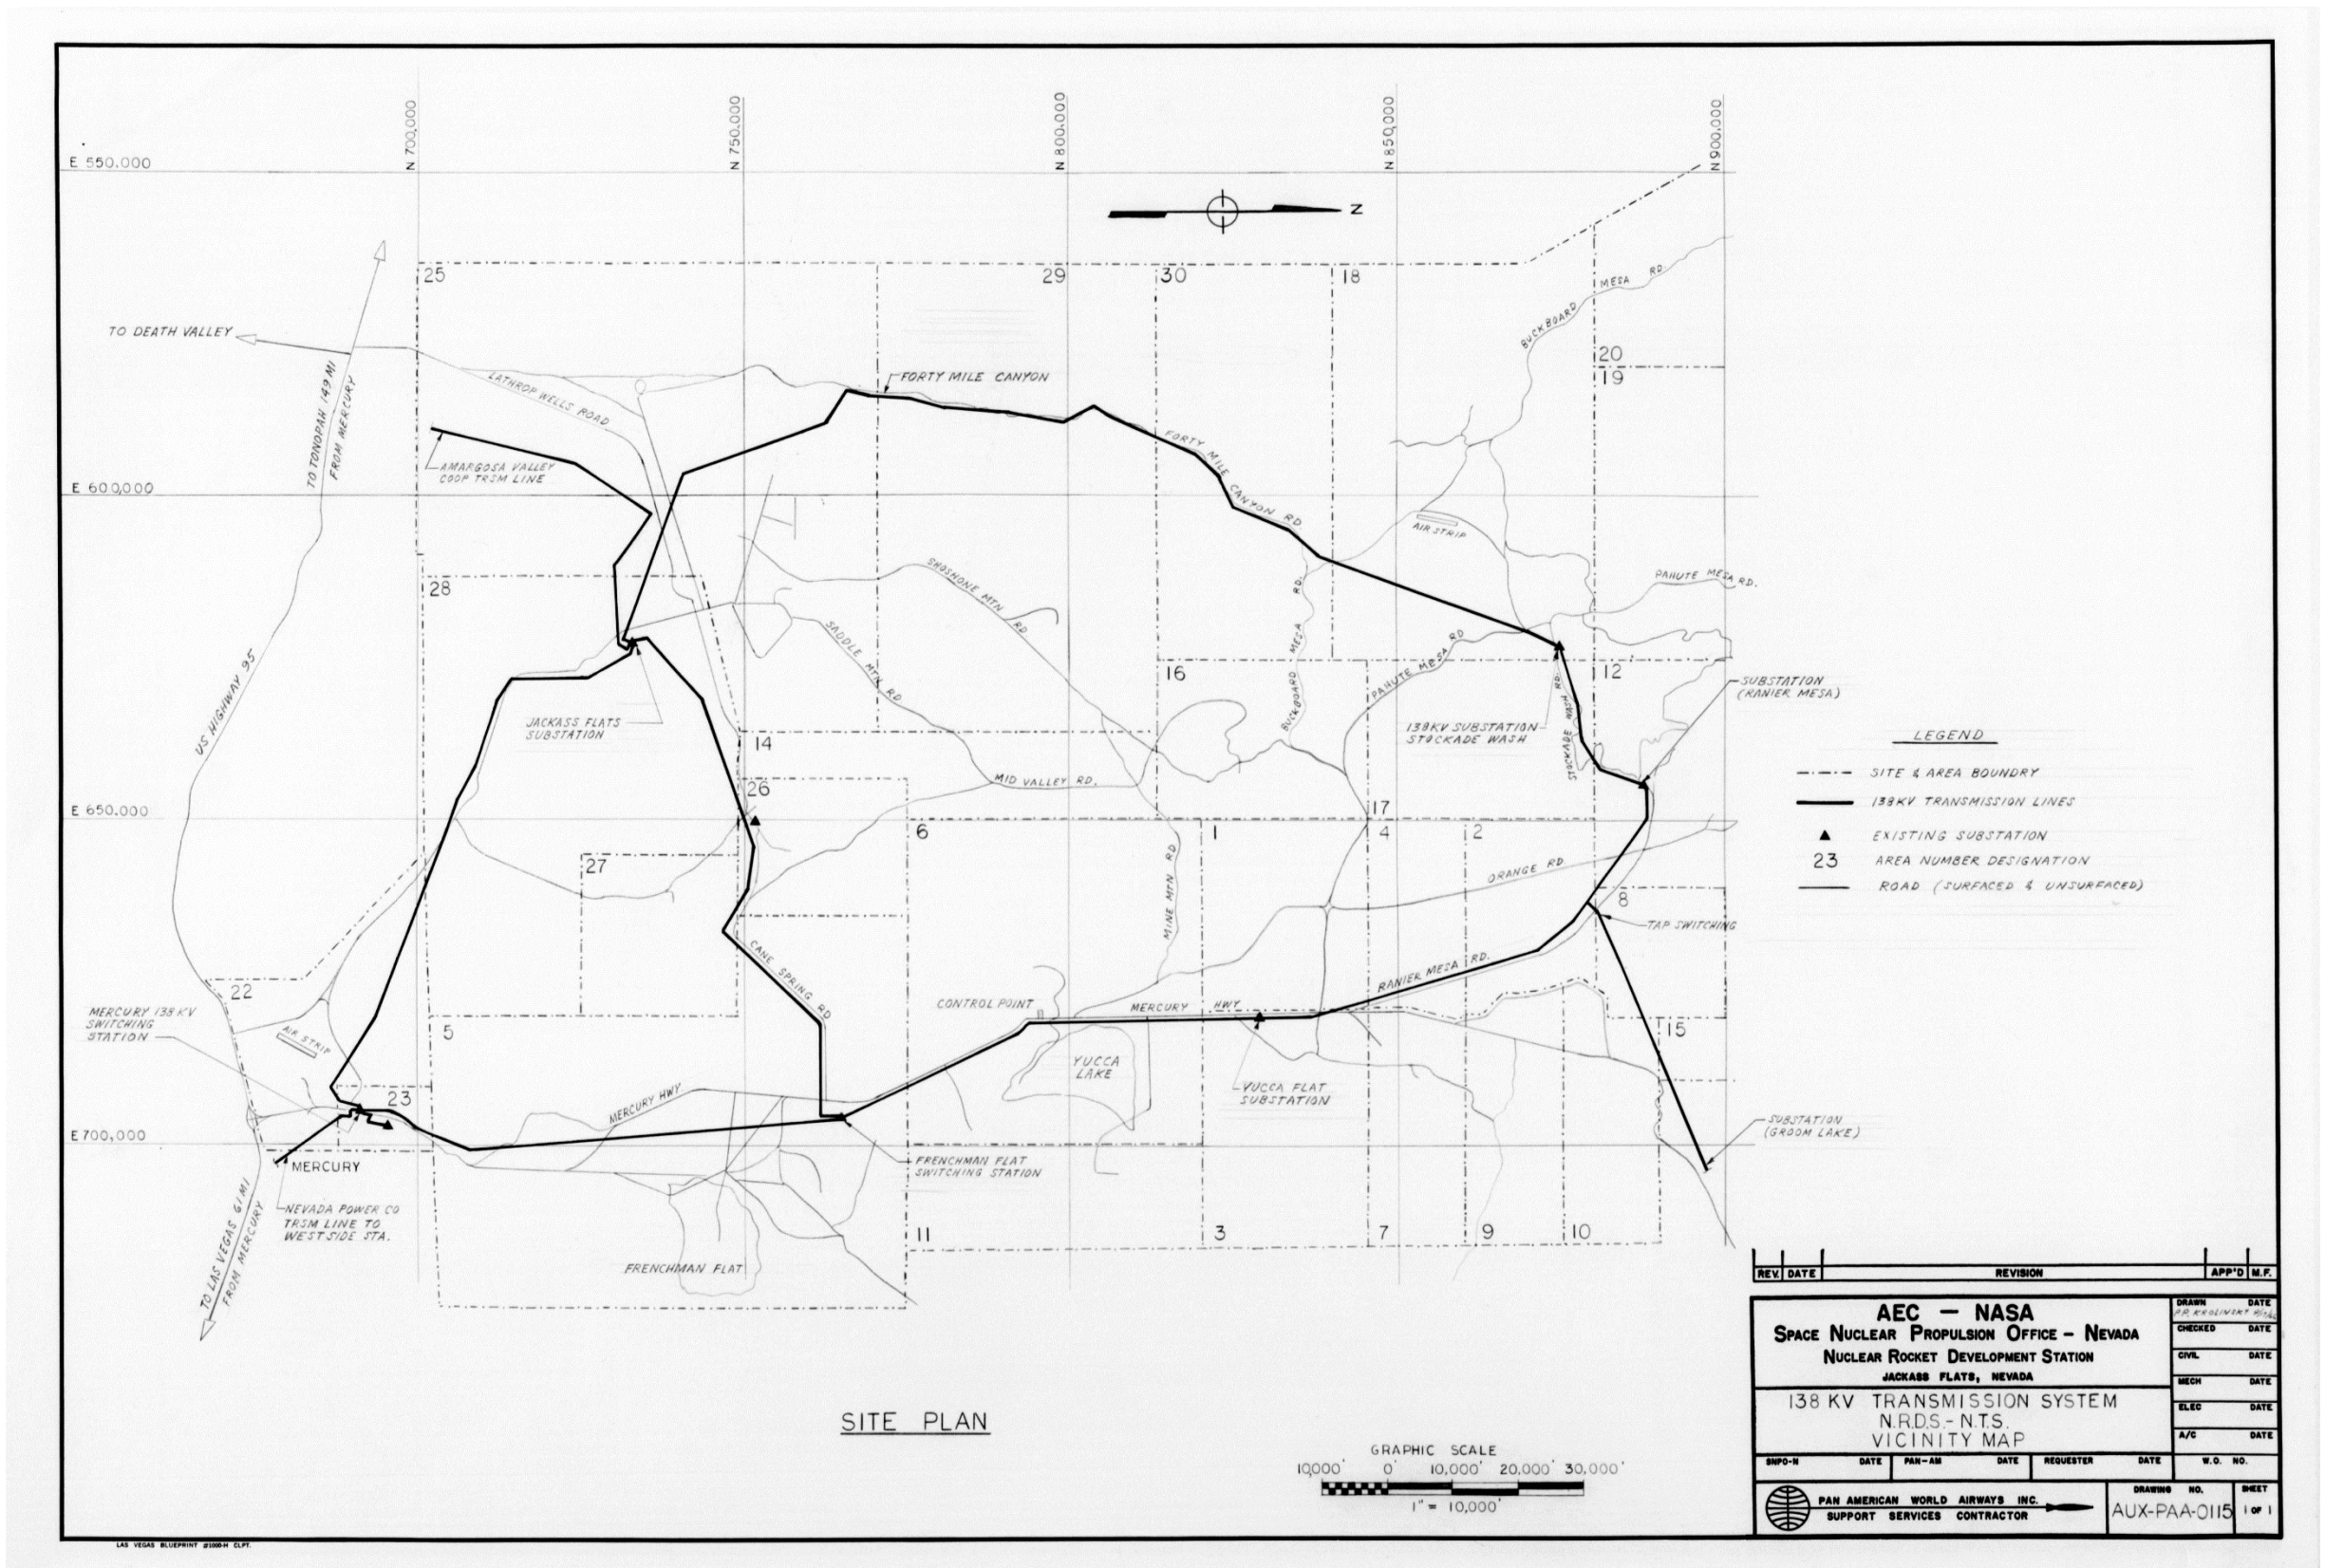 N 700,000
N 750.000
N 800.000
N 850,000
N 900.000
E 550.000
E 600,000
E 650.000
E 700,000
Z
25
29
30
18
20
19
28
16
12
14
26
17
6
1
4
2
27
8
22
5
15
23
11
3
7
9
10
TO DEATH VALLEY
TO TONOPAH 149 MI
FROM MERCURY
LATHROP WELLS ROAD
FORTY MILE CANYON
AMARGOSA VALLEY
COOP TRSM LINE
FORTY MILE CANYON RD
BUCKBOARD MESA RD.
AIR STRIP
SHOSHONE MTN RD
PAHUTE MESA RD.
SADDLE MTN RD
BUCKBOARD MESA RD.
PAHUTE MESA RD
SUBSTATION
(RANIER MESA)
US HIGHWAY 95
JACKASS FLATS
SUBSTATION
138KV SUBSTATION
STOCKADE WASH
STOCKADE WASH RD.
MID VALLEY RD.
MINE MTN RD
ORANGE RD.
TAP SWITCHING
CANE SPRING RD
RANIER MESA RD.
CONTROL POINT
MERCURY HWY
MERCURY 138 KV
SWITCHING
STATION
AIR STRIP
YUCCA
LAKE
YUCCA FLAT
SUBSTATION
MERCURY HWY
SUBSTATION
(GROOM LAKE)
MERCURY
FRENCHMAN FLAT
SWITCHING STATION
NEVADA POWER CO
TRSM LINE TO
WESTSIDE STA.
TO LAS VEGAS 61 MI
FROM MERCURY
FRENCHMAN FLAT
LEGEND
SITE & AREA BOUNDRY
138KV TRANSMISSION LINES
EXISTING SUBSTATION
23 AREA NUMBER DESIGNATION
ROAD (SURFACED & UNSURFACED)
SITE PLAN
GRAPHIC SCALE
10,000' 0' 10,000' 20,000' 30,000'
1" = 10,000'
REV. DATE REVISION APP'D M.F.
AEC — NASA
SPACE NUCLEAR PROPULSION OFFICE - NEVADA
NUCLEAR ROCKET DEVELOPMENT STATION
JACKASS FLATS, NEVADA
138 KV TRANSMISSION SYSTEM
N.R.D.S.- N.T.S.
VICINITY MAP
DRAWN DATE
P.P. KROLINSKI
CHECKED DATE
CIVIL DATE
MECH DATE
ELEC DATE
A/C DATE
SNPO-N DATE PAN-AM DATE REQUESTER DATE W.O. NO.
PAN AMERICAN WORLD AIRWAYS INC.
SUPPORT SERVICES CONTRACTOR
DRAWING NO.
AUX-PAA-0115
SHEET
1 OF 1
LAS VEGAS BLUEPRINT #1000-H CLPT.